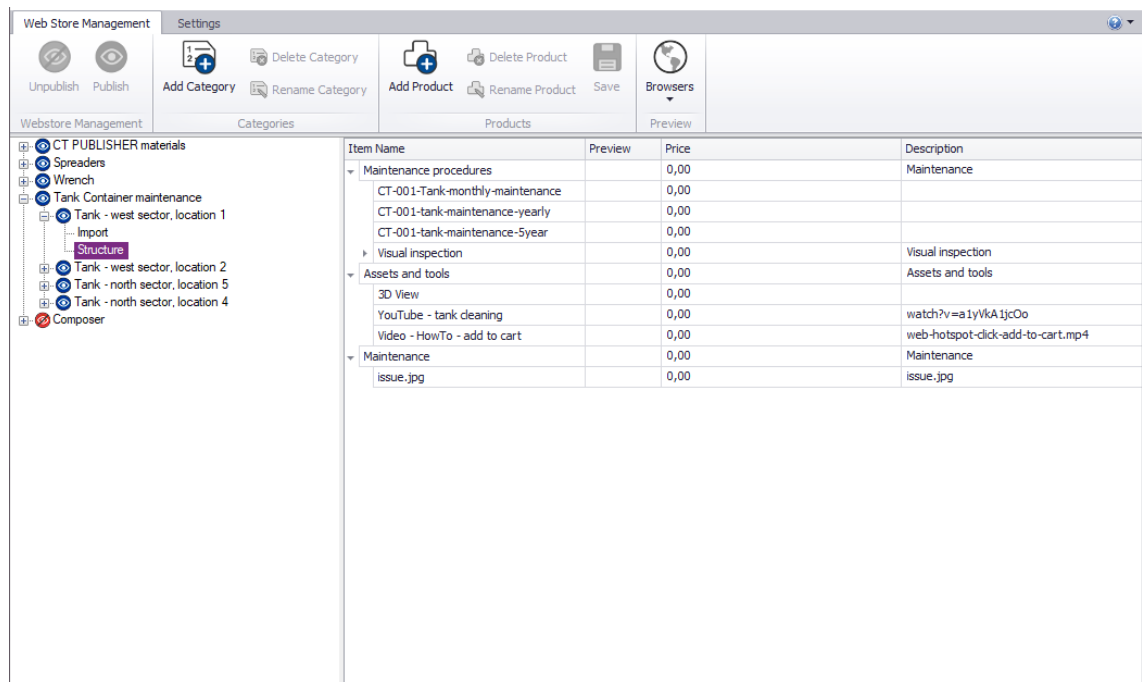 Web Store Management Settings
Unpublish Publish Add Category Delete Category Rename Category Add Product Delete Product Rename Product Save Browsers
Webstore Management Categories Products Preview
CT PUBLISHER materials
Spreaders
Wrench
Tank Container maintenance
Tank - west sector, location 1
Import
Structure
Tank - west sector, location 2
Tank - north sector, location 5
Tank - north sector, location 4
Composer
Item Name Preview Price Description
Maintenance procedures 0,00 Maintenance
CT-001-Tank-monthly-maintenance 0,00
CT-001-tank-maintenance-yearly 0,00
CT-001-tank-maintenance-5year 0,00
Visual inspection 0,00 Visual inspection
Assets and tools 0,00 Assets and tools
3D View 0,00
YouTube - tank cleaning 0,00 watch?v=a1yVkA1jcOo
Video - HowTo - add to cart 0,00 web-hotspot-click-add-to-cart.mp4
Maintenance 0,00 Maintenance
issue.jpg 0,00 issue.jpg